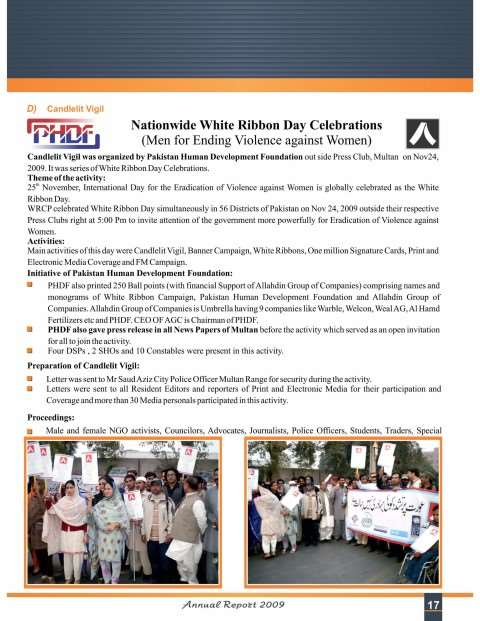 D) Candlelit Vigil
PHDF
Nationwide White Ribbon Day Celebrations
(Men for Ending Violence against Women)
Candlelit Vigil was organized by Pakistan Human Development Foundation out side Press Club, Multan on Nov24,
2009. It was series of White Ribbon Day Celebrations.
Theme of the activity:
25th November, International Day for the Eradication of Violence against Women is globally celebrated as the White
Ribbon Day.
WRCP celebrated White Ribbon Day simultaneously in 56 Districts of Pakistan on Nov 24, 2009 outside their respective
Press Clubs right at 5:00 Pm to invite attention of the government more powerfully for Eradication of Violence against
Women.
Activities:
Main activities of this day were Candlelit Vigil, Banner Campaign, White Ribbons, One million Signature Cards, Print and
Electronic Media Coverage and FM Campaign.
Initiative of Pakistan Human Development Foundation:
PHDF also printed 250 Ball points (with financial Support of Allahdin Group of Companies) comprising names and
monograms of White Ribbon Campaign, Pakistan Human Development Foundation and Allahdin Group of
Companies. Allahdin Group of Companies is Umbrella having 9 companies like Warble, Welcon, Weal AG, Al Hamd
Fertilizers etc and PHDF. CEO OF AGC is Chairman of PHDF.
PHDF also gave press release in all News Papers of Multan before the activity which served as an open invitation
for all to join the activity.
Four DSPs , 2 SHOs and 10 Constables were present in this activity.
Preparation of Candlelit Vigil:
Letter was sent to Mr Saud Aziz City Police Officer Multan Range for security during the activity.
Letters were sent to all Resident Editors and reporters of Print and Electronic Media for their participation and
Coverage and more than 30 Media personals participated in this activity.
Proceedings:
Male and female NGO activists, Councilors, Advocates, Journalists, Police Officers, Students, Traders, Special
Annual Report 2009
17